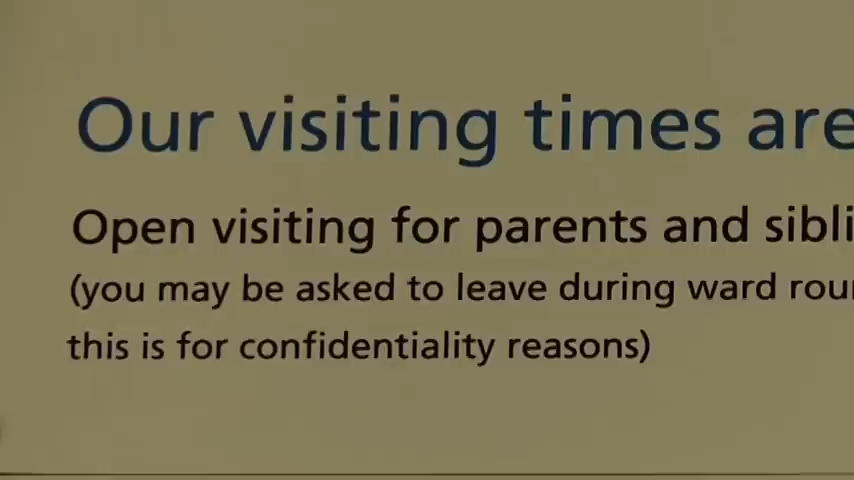 Our visiting times are
Open visiting for parents and
(you may be asked to leave during ward
this is for confidentiality reasons)